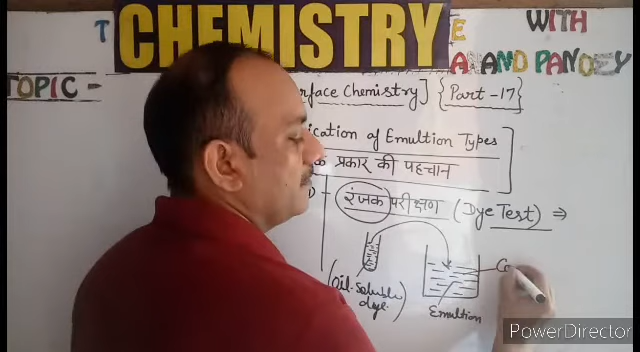 T CHEMISTRY E WITH
ANAND PANDEY
TOPIC -
rface Chemistry] {Part-17}
ication of Emultion Types
प्रकार की पहचान
रंजक परीक्षण (Dye Test) ⇒
(Oil-Soluble
dye.)
Emultion
PowerDirector